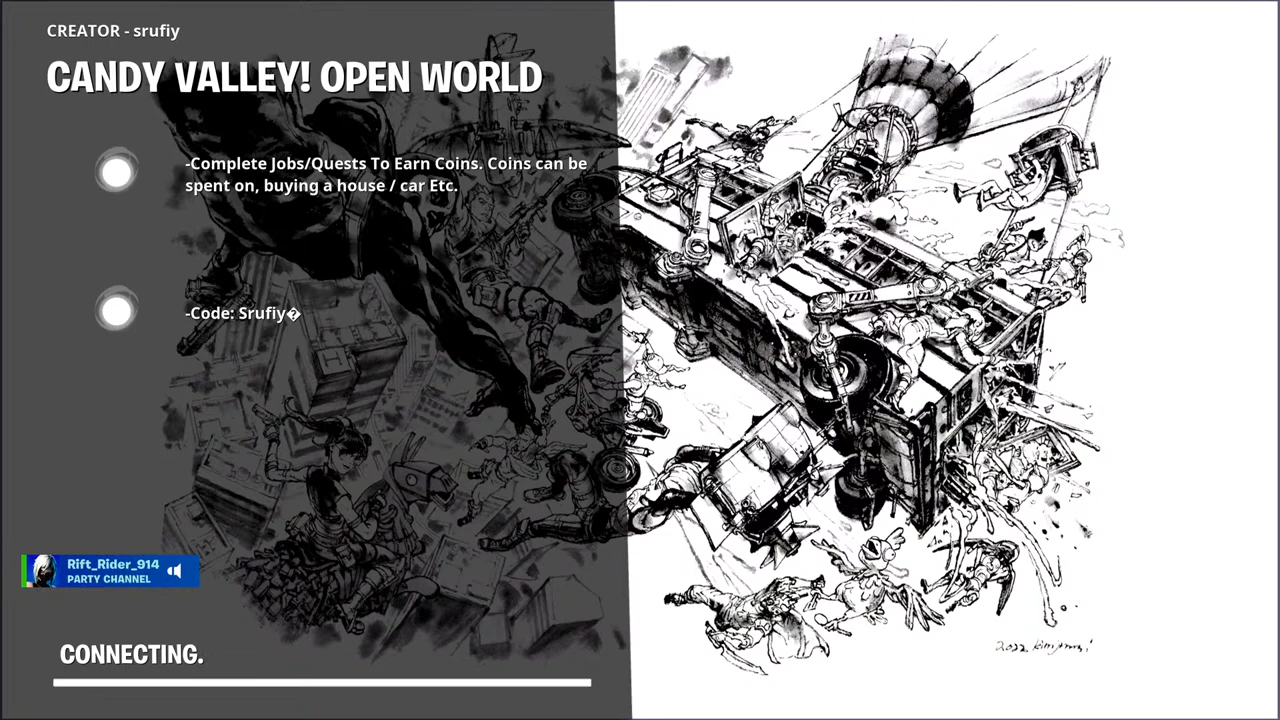 CREATOR - srufiy
CANDY VALLEY! OPEN WORLD
-Complete Jobs/Quests To Earn Coins. Coins can be
spent on, buying a house / car Etc.
-Code: Srufiy�
Rift_Rider_914
PARTY CHANNEL
CONNECTING.
2022